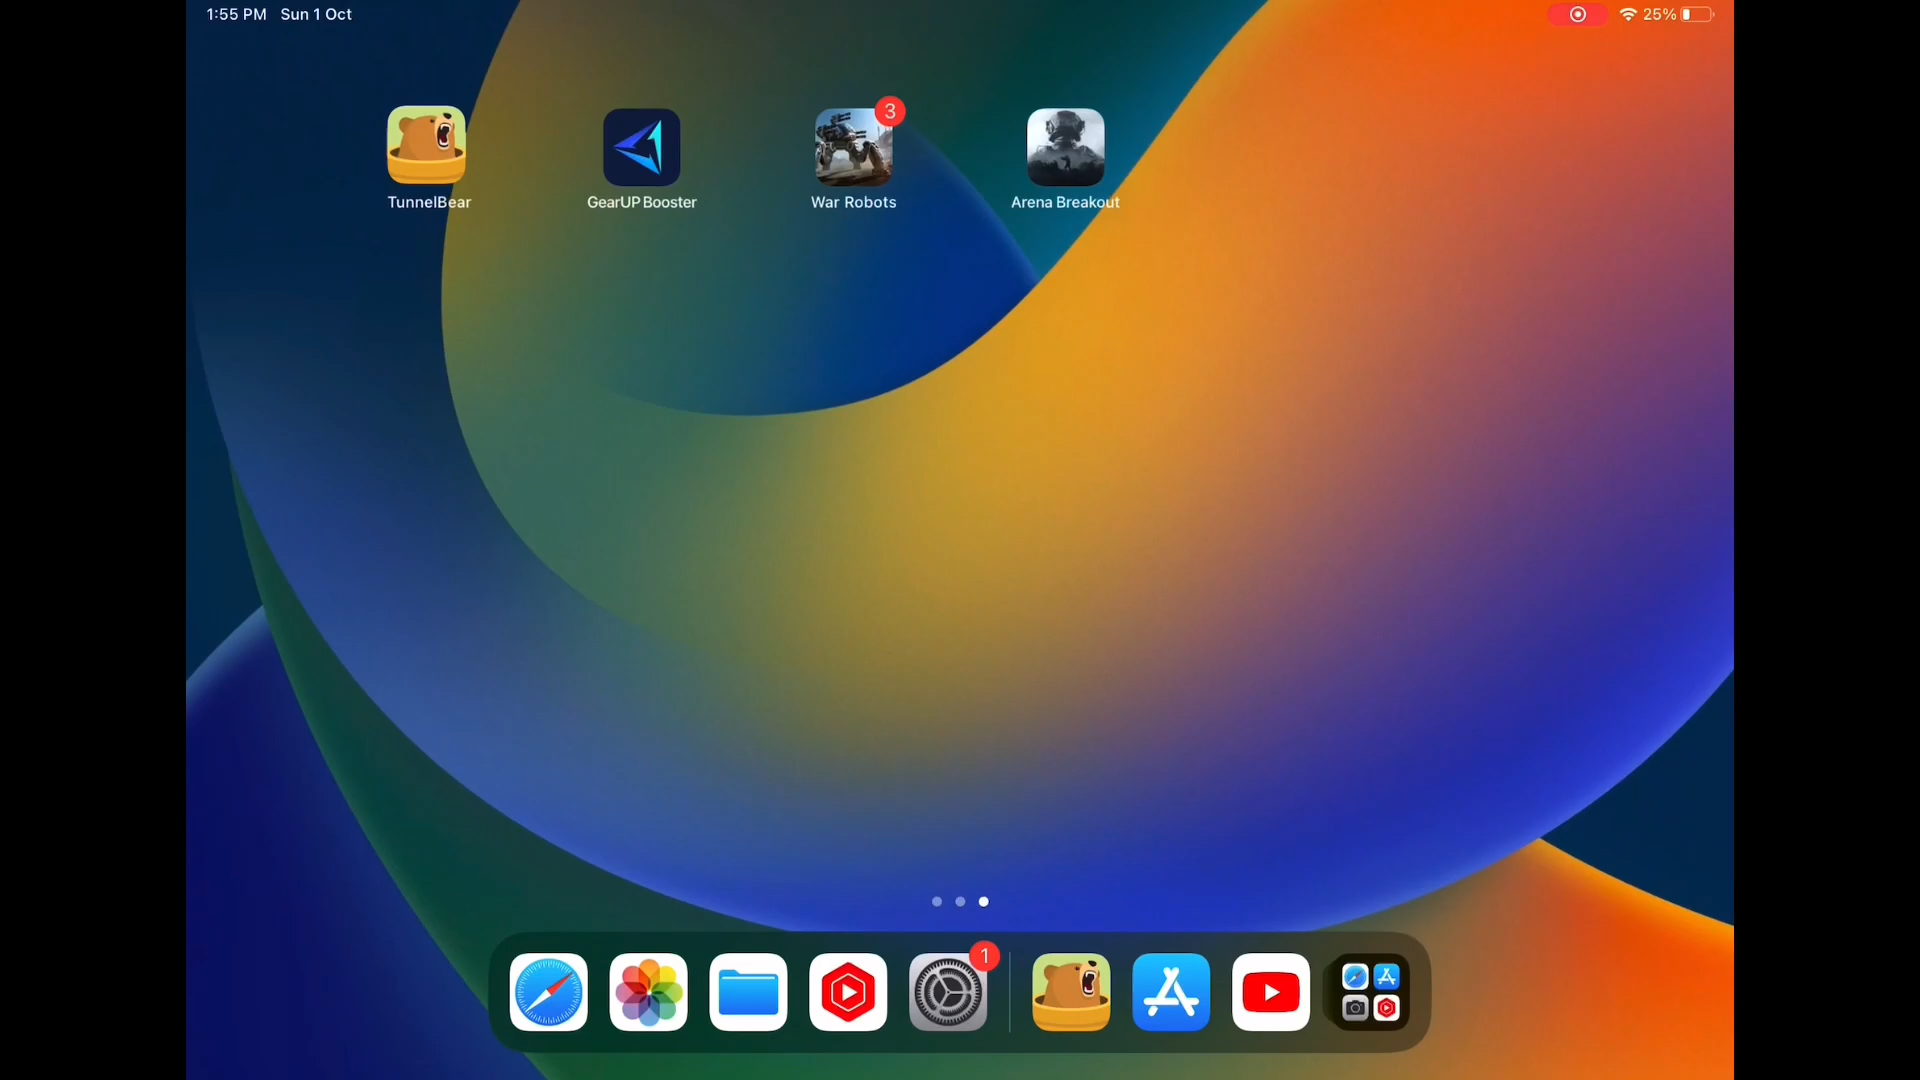 1:55 PM Sun 1 Oct
25%
3
TunnelBear
GearUP Booster
War Robots
Arena Breakout
1